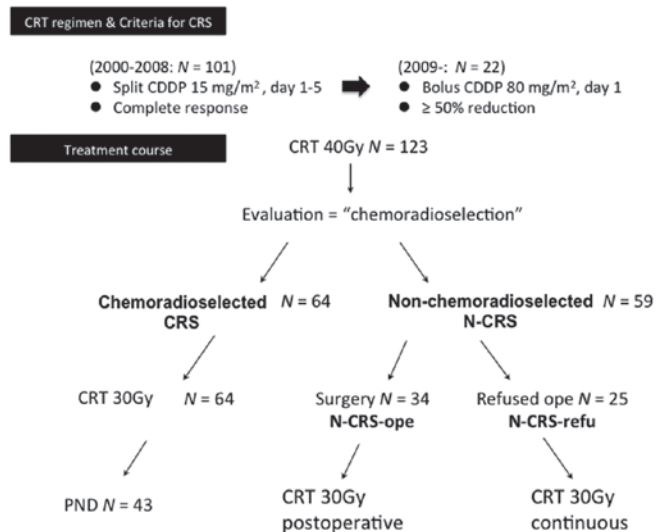 CRT regimen & Criteria for CRS
(2000-2008: N = 101)
● Split CDDP 15 mg/m², day 1-5
● Complete response
(2009-: N = 22)
● Bolus CDDP 80 mg/m², day 1
● ≥ 50% reduction
Treatment course
CRT 40Gy N = 123
Evaluation = “chemoradioselection”
Chemoradioselected N = 64
CRS
Non-chemoradioselected N = 59
N-CRS
CRT 30Gy N = 64
Surgery N = 34
N-CRS-ope
Refused ope N = 25
N-CRS-refu
PND N = 43
CRT 30Gy
postoperative
CRT 30Gy
continuous